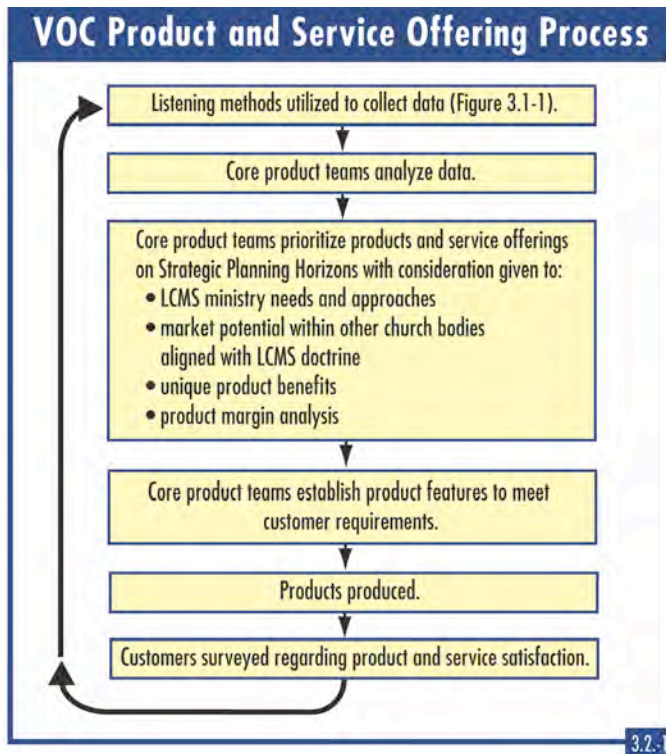 VOC Product and Service Offering Process
Listening methods utilized to collect data (Figure 3.1-1).
Core product teams analyze data.
Core product teams prioritize products and service offerings
on Strategic Planning Horizons with consideration given to:
• LCMS ministry needs and approaches
• market potential within other church bodies
aligned with LCMS doctrine
• unique product benefits
• product margin analysis
Core product teams establish product features to meet
customer requirements.
Products produced.
Customers surveyed regarding product and service satisfaction.
3.2-